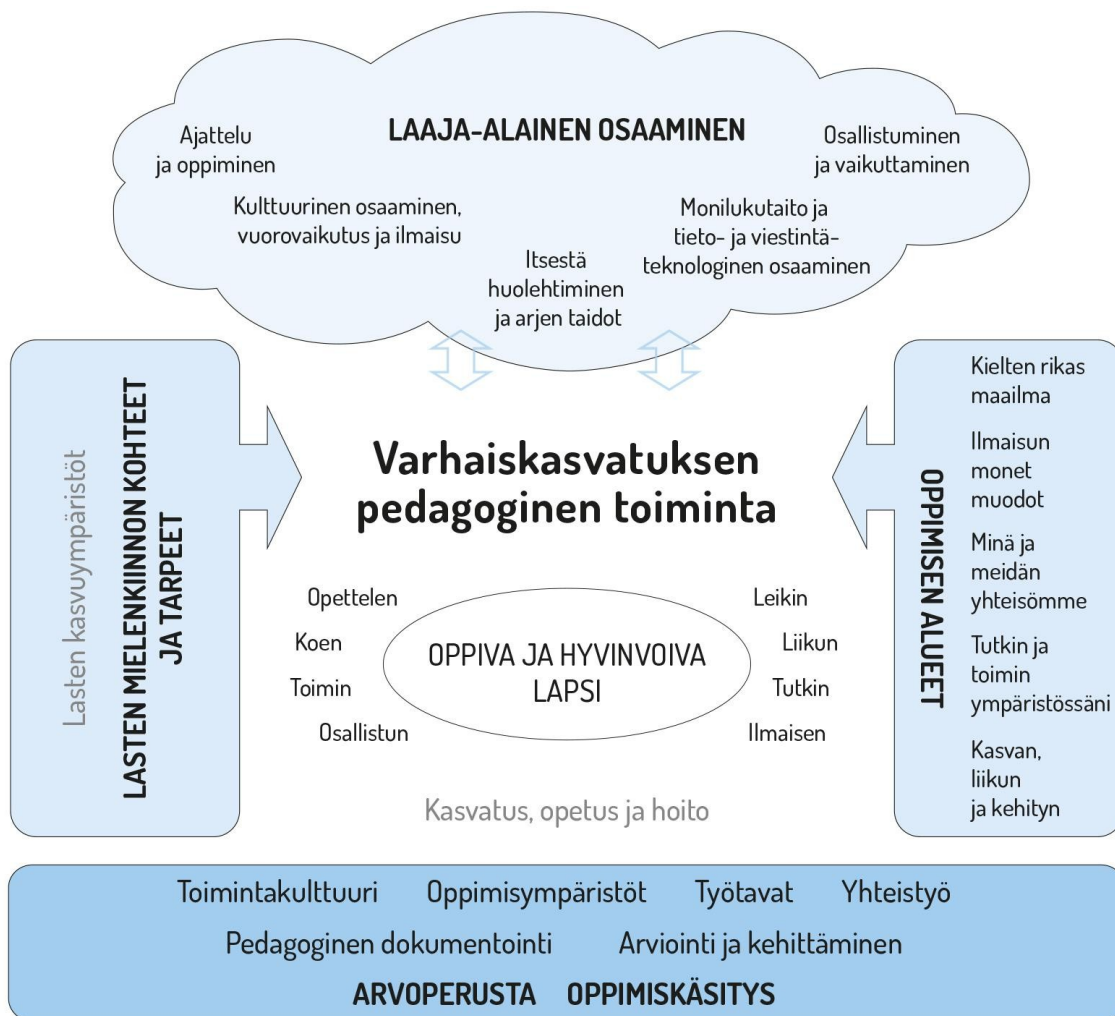 LAAJA-ALAINEN OSAAMINEN
Ajattelu
ja oppiminen
Kulttuurinen osaaminen,
vuorovaikutus ja ilmaisu
Itsestä
huolehtiminen
ja arjen taidot
Monilukutaito ja
tieto- ja viestintä-
teknologinen osaaminen
Osallistuminen
ja vaikuttaminen
Lasten kasvuympäristöt
LASTEN MIELENKIINNON KOHTEET
JA TARPEET
Varhaiskasvatuksen
pedagoginen toiminta
Opettelen
Koen
Toimin
Osallistun
OPPIVA JA HYVINVOIVA
LAPSI
Leikin
Liikun
Tutkin
Ilmaisen
Kasvatus, opetus ja hoito
OPPIMISEN ALUEET
Kielten rikas
maailma
Ilmaisun
monet
muodot
Minä ja
meidän
yhteisömme
Tutkin ja
toimin
ympäristössäni
Kasvan,
liikun
ja kehityn
Toimintakulttuuri Oppimisympäristöt Työtavat Yhteistyö
Pedagoginen dokumentointi Arviointi ja kehittäminen
ARVOPERUSTA OPPIMISKÄSITYS